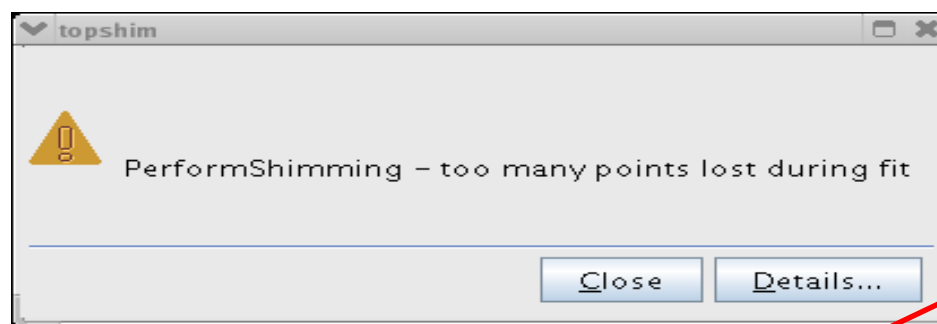 topshim
PerformShimming – too many points lost during fit
Close
Details...